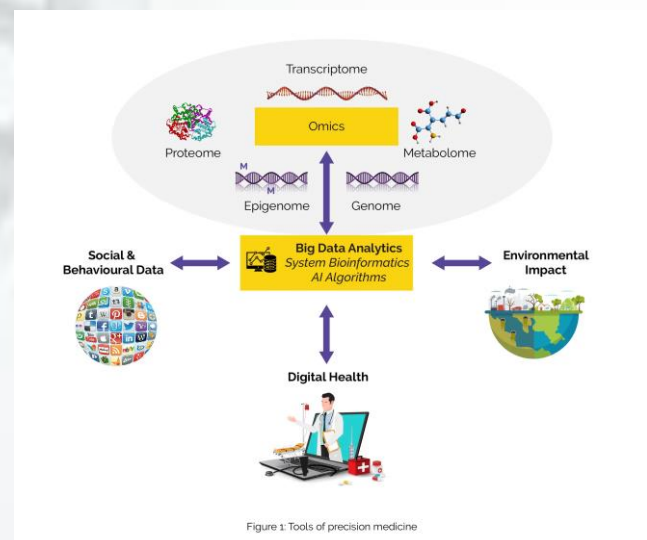 Transcriptome
Omics
Proteome
Metabolome
M
M
Epigenome
Genome
Big Data Analytics
System Bioinformatics
AI Algorithms
Social &
Behavioural Data
Environmental
Impact
Digital Health
Figure 1: Tools of precision medicine